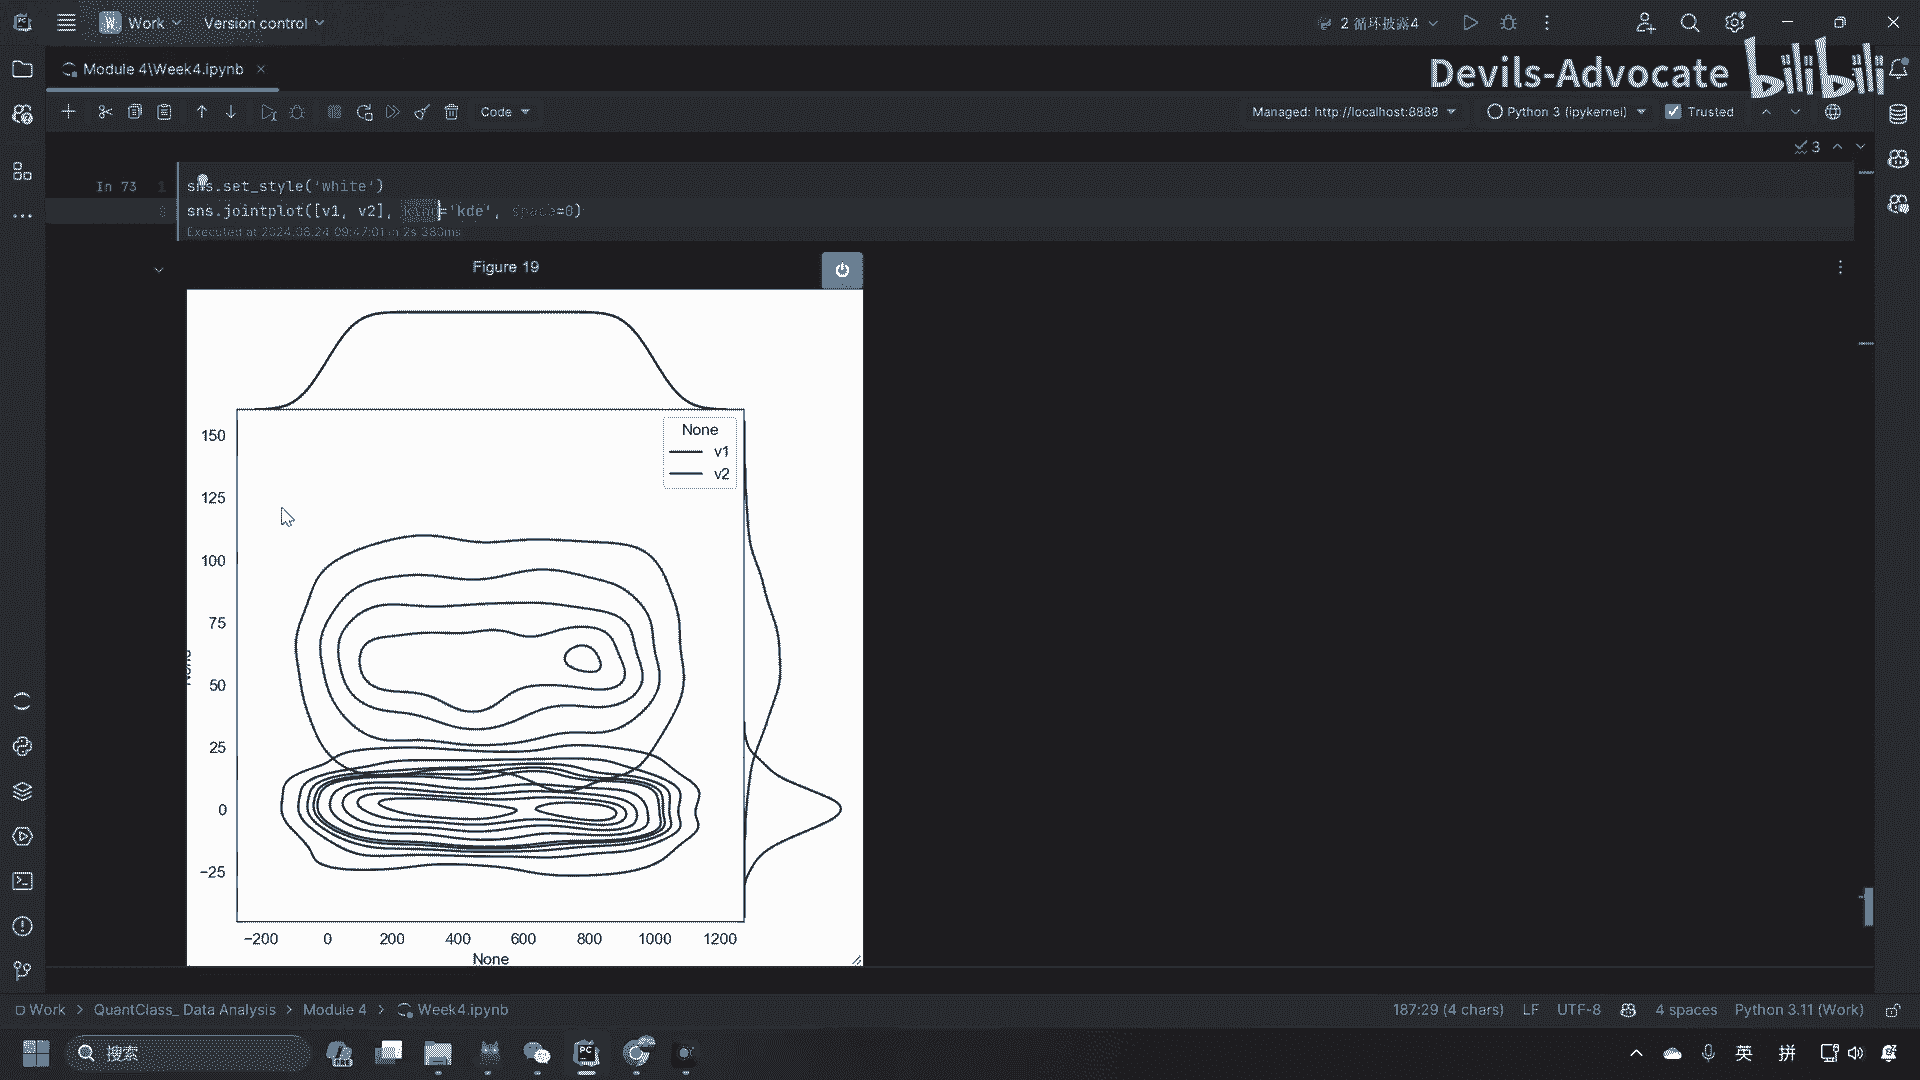 Work
Version control
2 循环披露4
Module 4\Week4.ipynb
Devils-Advocate
bilibili
Code
Managed: http://localhost:8888
Python 3 (ipykernel)
Trusted
3
In 73
1
sns.set_style('white')
sns.jointplot([v1, v2], kind='kde', space=0)
Executed at 2024.08.24 09:47:01 in 2s 380ms
Figure 19
None
v1
v2
150
125
100
75
50
25
0
−25
None
−200 0 200 400 600 800 1000 1200
None
Work > QuantClass_ Data Analysis > Module 4 > Week4.ipynb
187:29 (4 chars) LF UTF-8 4 spaces Python 3.11 (Work)
搜索
PRE
PC
英
拼